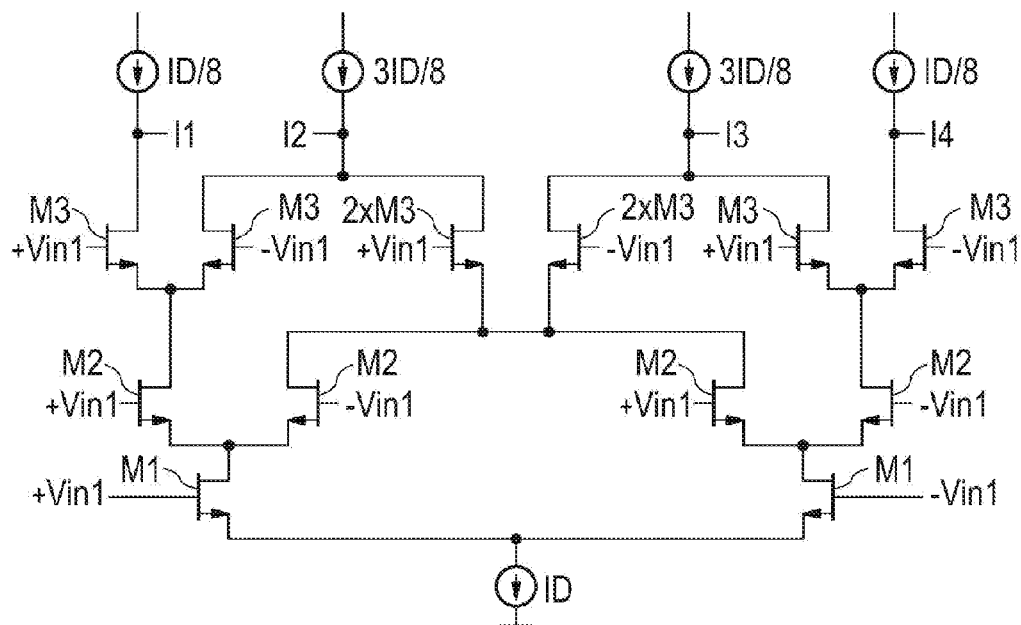 ID/8 3ID/8 3ID/8 ID/8
I1 I2 I3 I4
M3 M3 2xM3 2xM3 M3 M3
+Vin1 -Vin1 +Vin1 -Vin1 +Vin1 -Vin1
M2 M2 M2 M2
+Vin1 -Vin1 +Vin1 -Vin1
M1 M1
+Vin1 -Vin1
ID